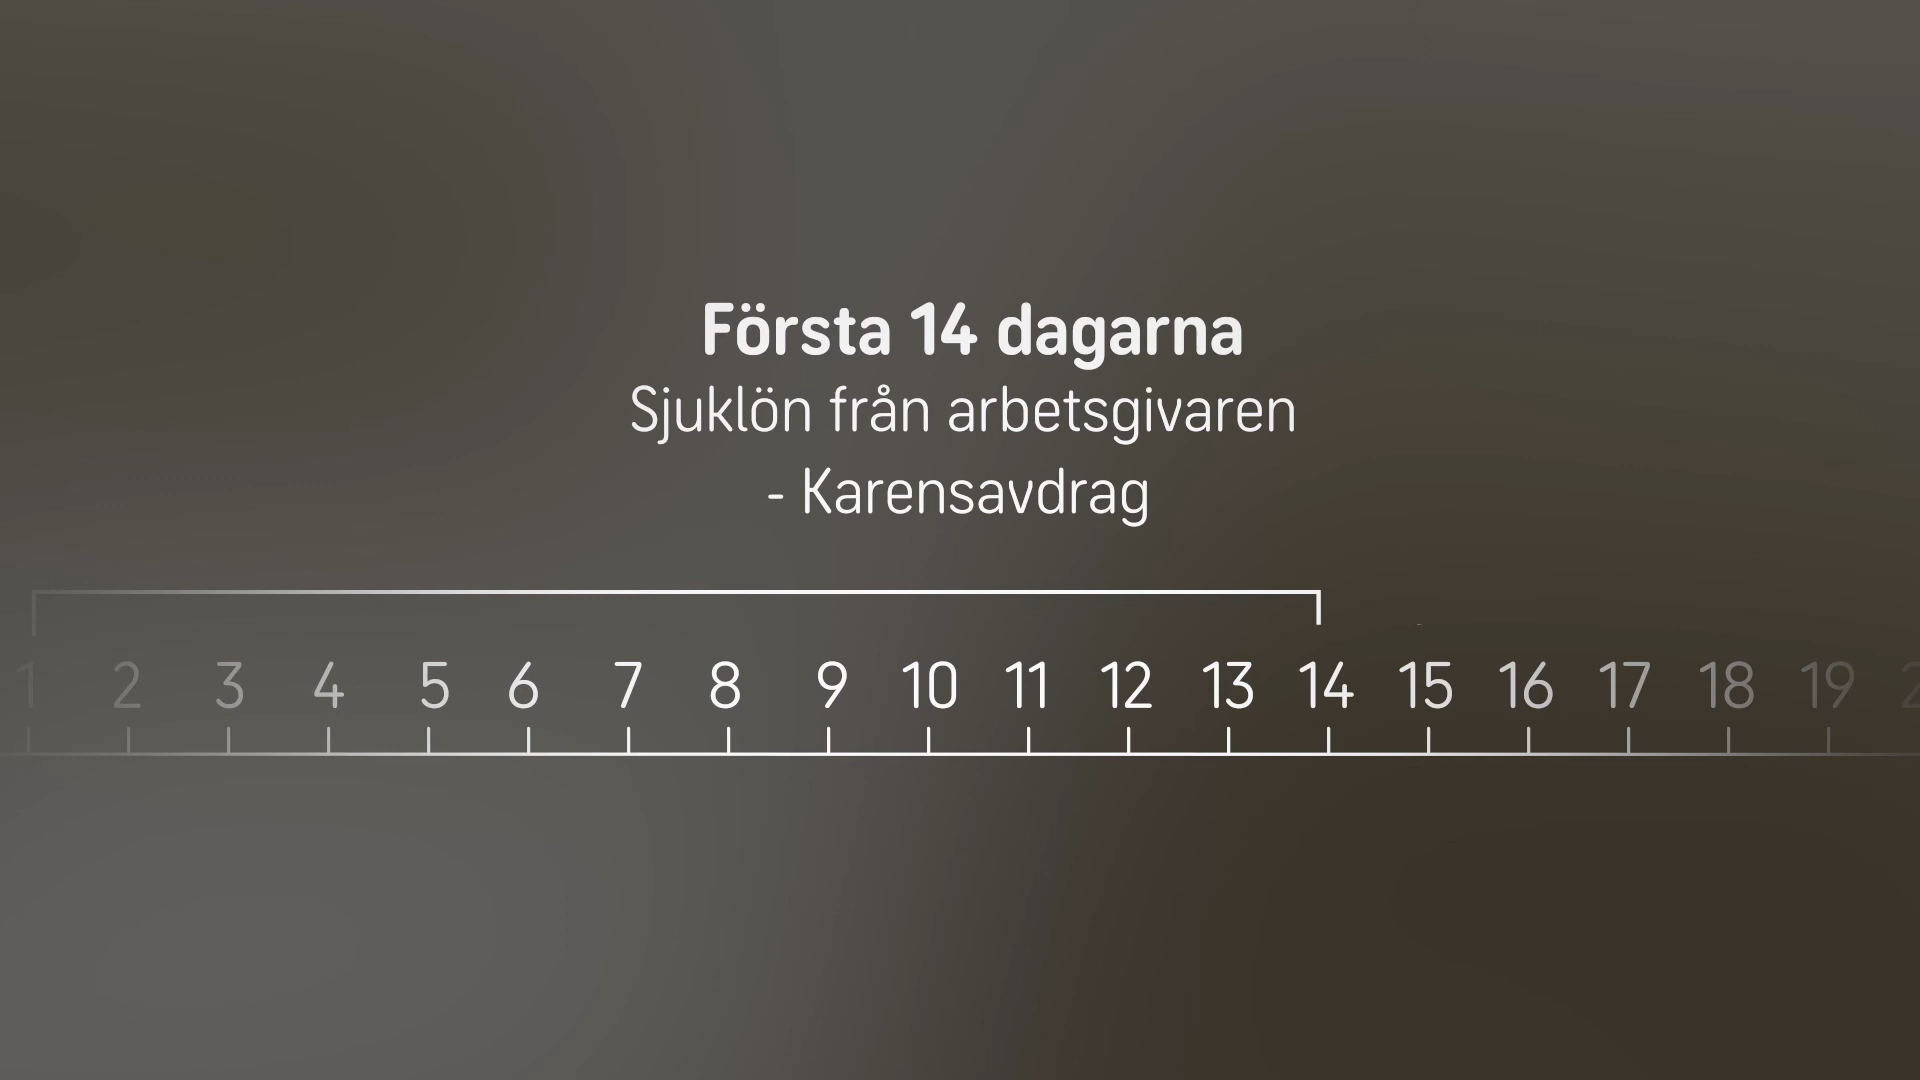 Första 14 dagarna
Sjuklön från arbetsgivaren
- Karensavdrag
1 2 3 4 5 6 7 8 9 10 11 12 13 14 15 16 17 18 19